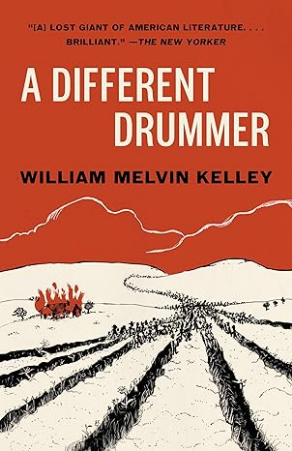 “[A] LOST GIANT OF AMERICAN LITERATURE. . . .
BRILLIANT.” —THE NEW YORKER
A DIFFERENT
DRUMMER
WILLIAM MELVIN KELLEY